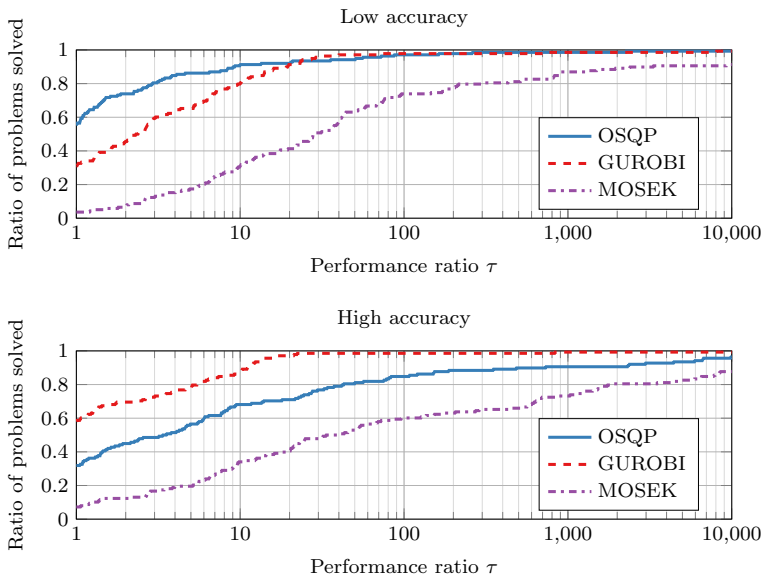 Low accuracy
Ratio of problems solved
1
0.8
0.6
0.4
0.2
0
OSQP
GUROBI
MOSEK
1 10 100 1,000 10,000
Performance ratio τ
High accuracy
Ratio of problems solved
1
0.8
0.6
0.4
0.2
0
OSQP
GUROBI
MOSEK
1 10 100 1,000 10,000
Performance ratio τ